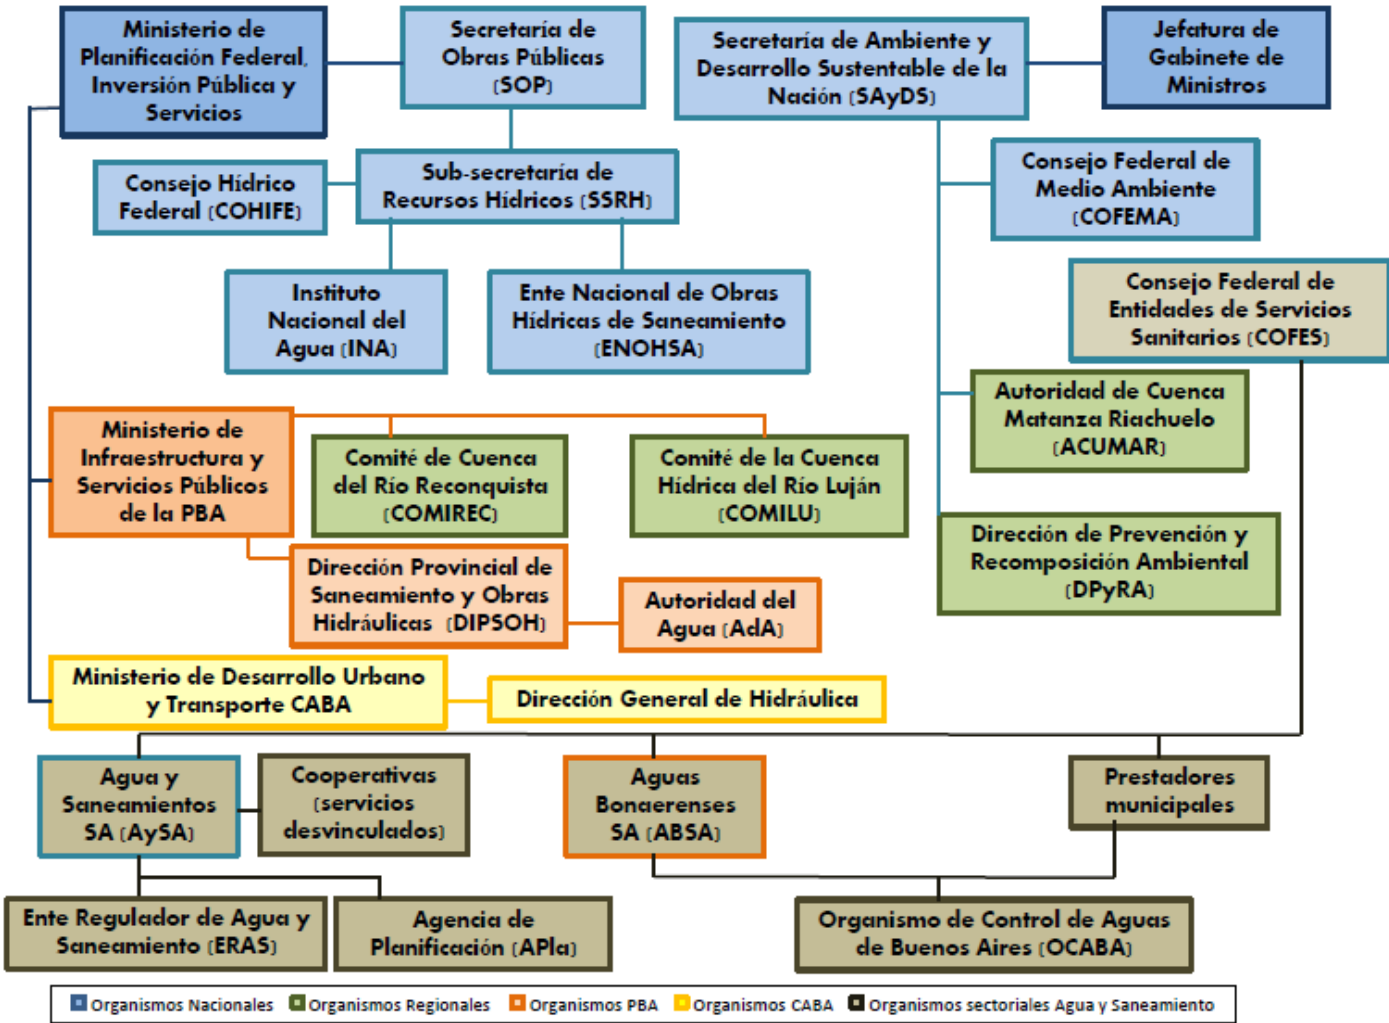 Ministerio de
Planificación Federal,
Inversión Pública y
Servicios
Secretaría de
Obras Públicas
(SOP)
Secretaría de Ambiente y
Desarrollo Sustentable de la
Nación (SAyDS)
Jefatura de
Gabinete de
Ministros
Consejo Hídrico
Federal (COHIFE)
Sub-secretaría de
Recursos Hídricos (SSRH)
Consejo Federal de
Medio Ambiente
(COFEMA)
Instituto
Nacional del
Agua (INA)
Ente Nacional de Obras
Hídricas de Saneamiento
(ENOHSA)
Consejo Federal de
Entidades de Servicios
Sanitarios (COFES)
Autoridad de Cuenca
Matanza Riachuelo
(ACUMAR)
Ministerio de
Infraestructura y
Servicios Públicos
de la PBA
Comité de Cuenca
del Río Reconquista
(COMIREC)
Comité de la Cuenca
Hídrica del Río Luján
(COMILU)
Dirección de Prevención y
Recomposición Ambiental
(DPyRA)
Dirección Provincial de
Saneamiento y Obras
Hidráulicas (DIPSOH)
Autoridad del
Agua (AdA)
Ministerio de Desarrollo Urbano
y Transporte CABA
Dirección General de Hidráulica
Agua y
Saneamientos
SA (AySA)
Cooperativas
(servicios
desvinculados)
Aguas
Bonaerenses
SA (ABSA)
Prestadores
municipales
Ente Regulador de Agua y
Saneamiento (ERAS)
Agencia de
Planificación (APla)
Organismo de Control de Aguas
de Buenos Aires (OCABA)
Organismos Nacionales Organismos Regionales Organismos PBA Organismos CABA Organismos sectoriales Agua y Saneamiento